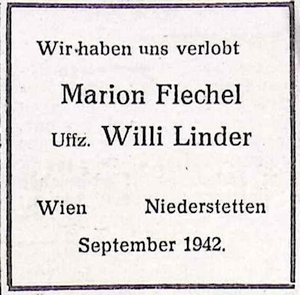 Wir haben uns verlobt
Marion Flechel
Uffz. Willi Linder
Wien Niederstetten
September 1942.